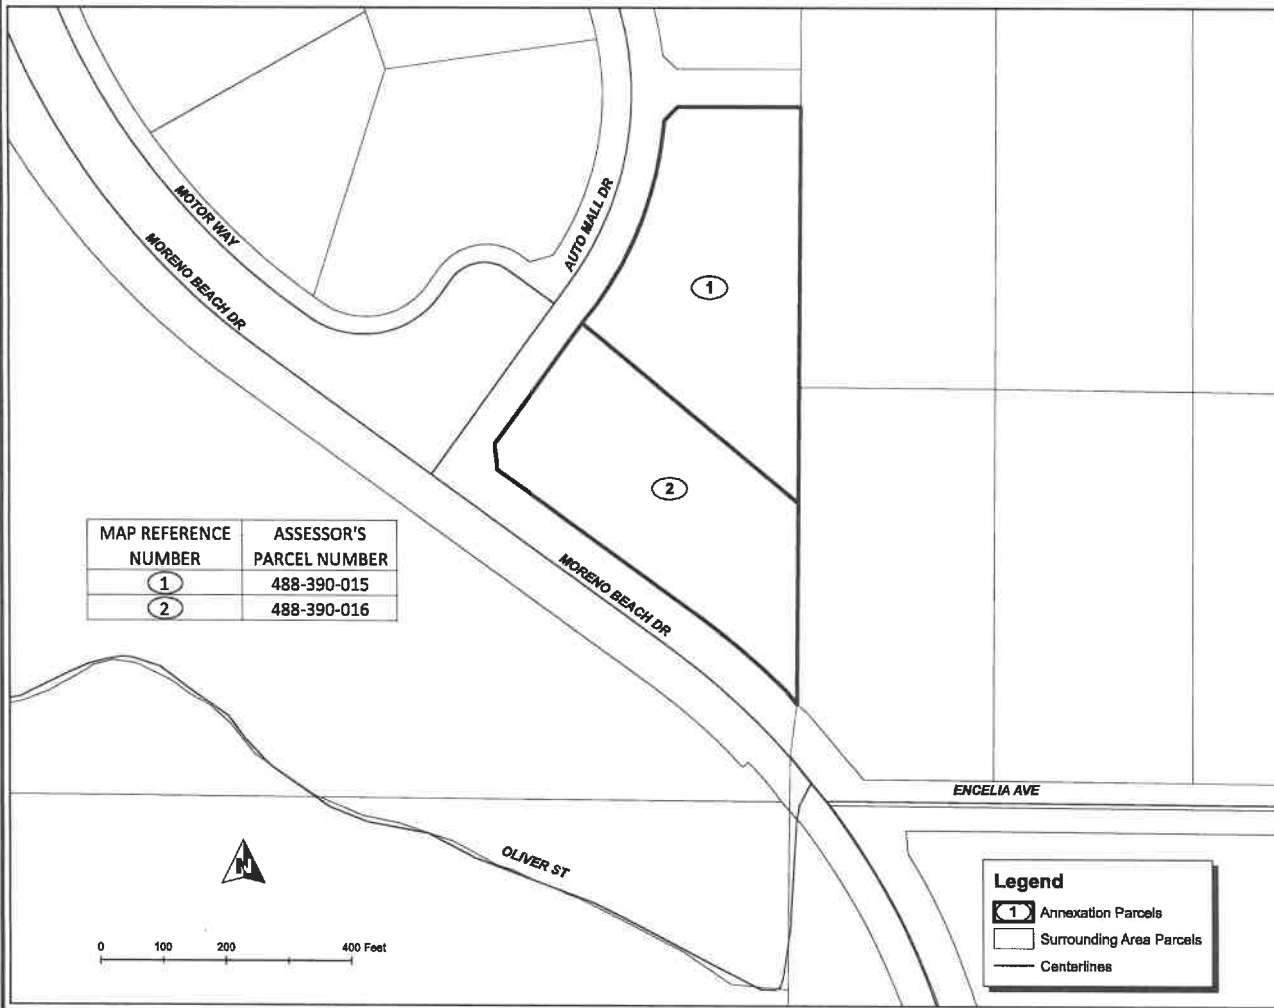 MOTOR WAY
MORENO BEACH DR
AUTO MALL DR
1
2
MAP REFERENCE NUMBER
ASSESSOR'S PARCEL NUMBER
1 488-390-015
2 488-390-016
MORENO BEACH DR
ENCELIA AVE
OLIVER ST
N
0 100 200 400 Feet
Legend
1 Annexation Parcels
Surrounding Area Parcels
Centerlines